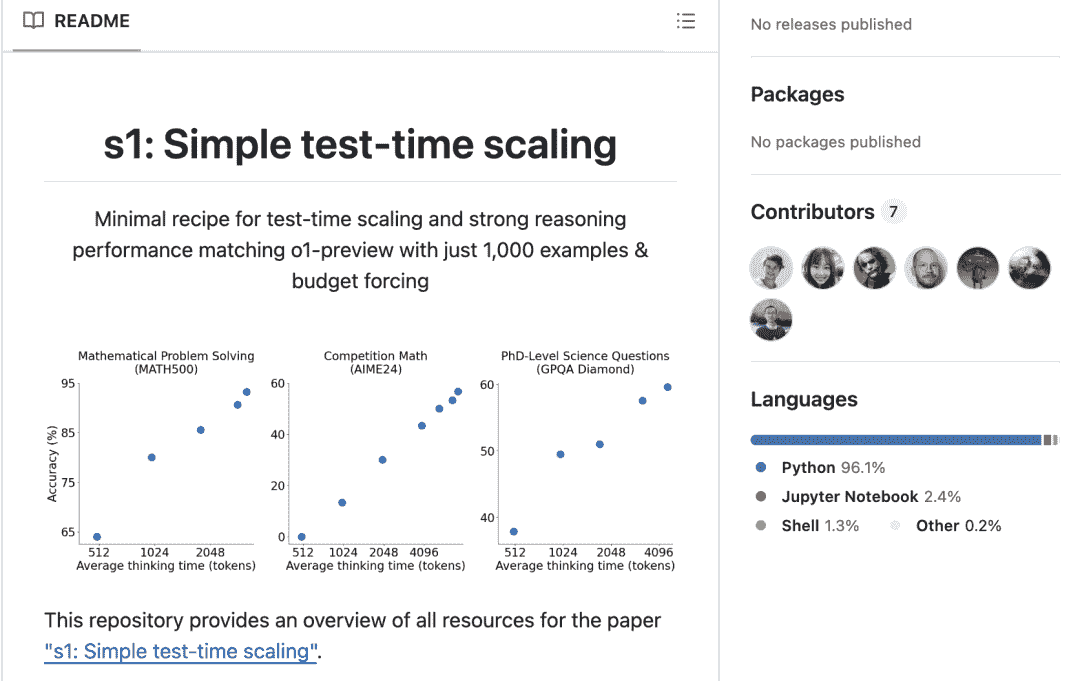 README
s1: Simple test-time scaling
Minimal recipe for test-time scaling and strong reasoning
performance matching o1-preview with just 1,000 examples &
budget forcing
Mathematical Problem Solving
(MATH500)
95
85
75
65
Accuracy (%)
512 1024 2048
Average thinking time (tokens)
Competition Math
(AIME24)
60
40
20
0
512 1024 2048 4096
Average thinking time (tokens)
PhD-Level Science Questions
(GPQA Diamond)
60
50
40
512 1024 2048 4096
Average thinking time (tokens)
This repository provides an overview of all resources for the paper
"s1: Simple test-time scaling".
No releases published
Packages
No packages published
Contributors 7
Languages
Python 96.1%
Jupyter Notebook 2.4%
Shell 1.3% Other 0.2%